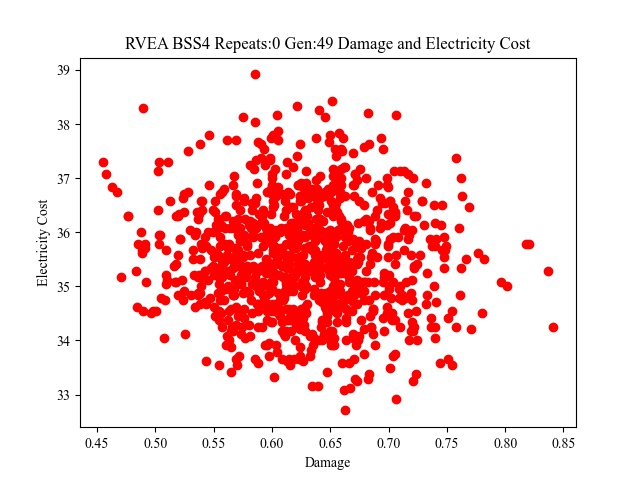 RVEA BSS4 Repeats:0 Gen:49 Damage and Electricity Cost
39
38
37
36
35
34
33
Electricity Cost
0.45 0.50 0.55 0.60 0.65 0.70 0.75 0.80 0.85
Damage